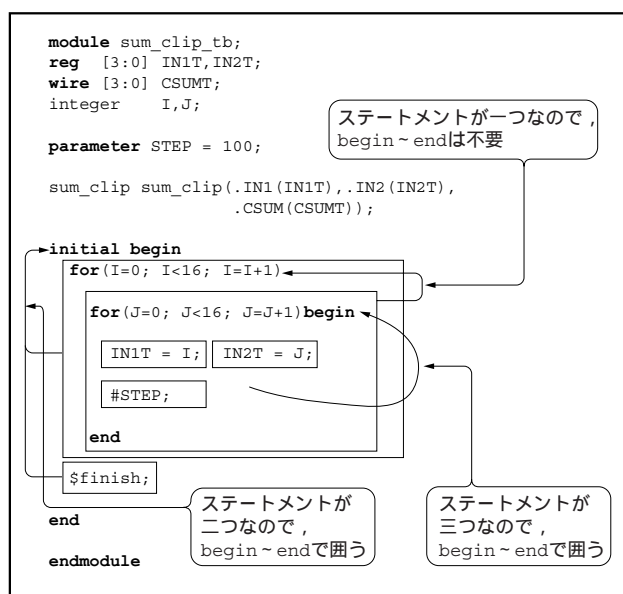 module sum_clip_tb;
reg [3:0] IN1T,IN2T;
wire [3:0] CSUMT;
integer I,J;
ステートメントが一つなので,
begin~endは不要
parameter STEP = 100;
sum_clip sum_clip(.IN1(IN1T),.IN2(IN2T),
.CSUM(CSUMT));
initial begin
for(I=0; I<16; I=I+1)
for(J=0; J<16; J=J+1)begin
IN1T = I; IN2T = J;
#STEP;
end
$finish;
ステートメントが
二つなので,
begin~endで囲う
ステートメントが
三つなので,
begin~endで囲う
end
endmodule